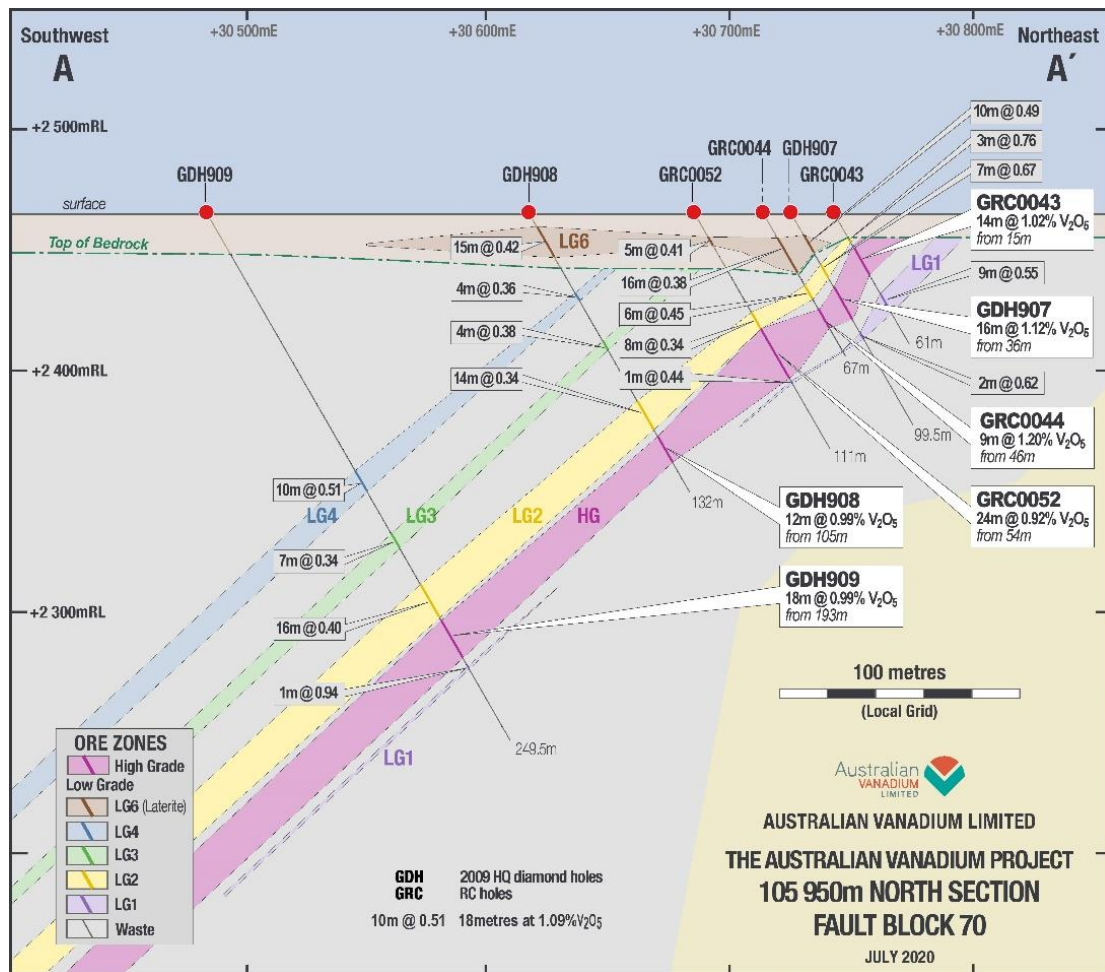 Southwest
A
+30 500mE
+30 600mE
+30 700mE
+30 800mE
Northeast
A´
+2 500mRL
+2 400mRL
+2 300mRL
GDH909
GDH908
GRC0052
GRC0044
GDH907
GRC0043
surface
Top of Bedrock
10m @ 0.49
3m @ 0.76
7m @ 0.67
GRC0043
14m @ 1.02% V₂O₅
from 15m
15m @ 0.42
LG6
5m @ 0.41
LG1
4m @ 0.36
16m @ 0.38
9m @ 0.55
6m @ 0.45
GDH907
16m @ 1.12% V₂O₅
from 36m
4m @ 0.38
8m @ 0.34
61m
67m
14m @ 0.34
1m @ 0.44
2m @ 0.62
GRC0044
9m @ 1.20% V₂O₅
from 46m
99.5m
111m
132m
10m @ 0.51
LG4
LG3
LG2
HG
GDH908
12m @ 0.99% V₂O₅
from 105m
GRC0052
24m @ 0.92% V₂O₅
from 54m
7m @ 0.34
GDH909
18m @ 0.99% V₂O₅
from 193m
16m @ 0.40
1m @ 0.94
LG1
249.5m
100 metres
(Local Grid)
ORE ZONES
High Grade
Low Grade
LG6 (Laterite)
LG4
LG3
LG2
LG1
Waste
GDH 2009 HQ diamond holes
GRC RC holes
10m @ 0.51 18metres at 1.09%V₂O₅
Australian
VANADIUM
LIMITED
AUSTRALIAN VANADIUM LIMITED
THE AUSTRALIAN VANADIUM PROJECT
105 950m NORTH SECTION
FAULT BLOCK 70
JULY 2020